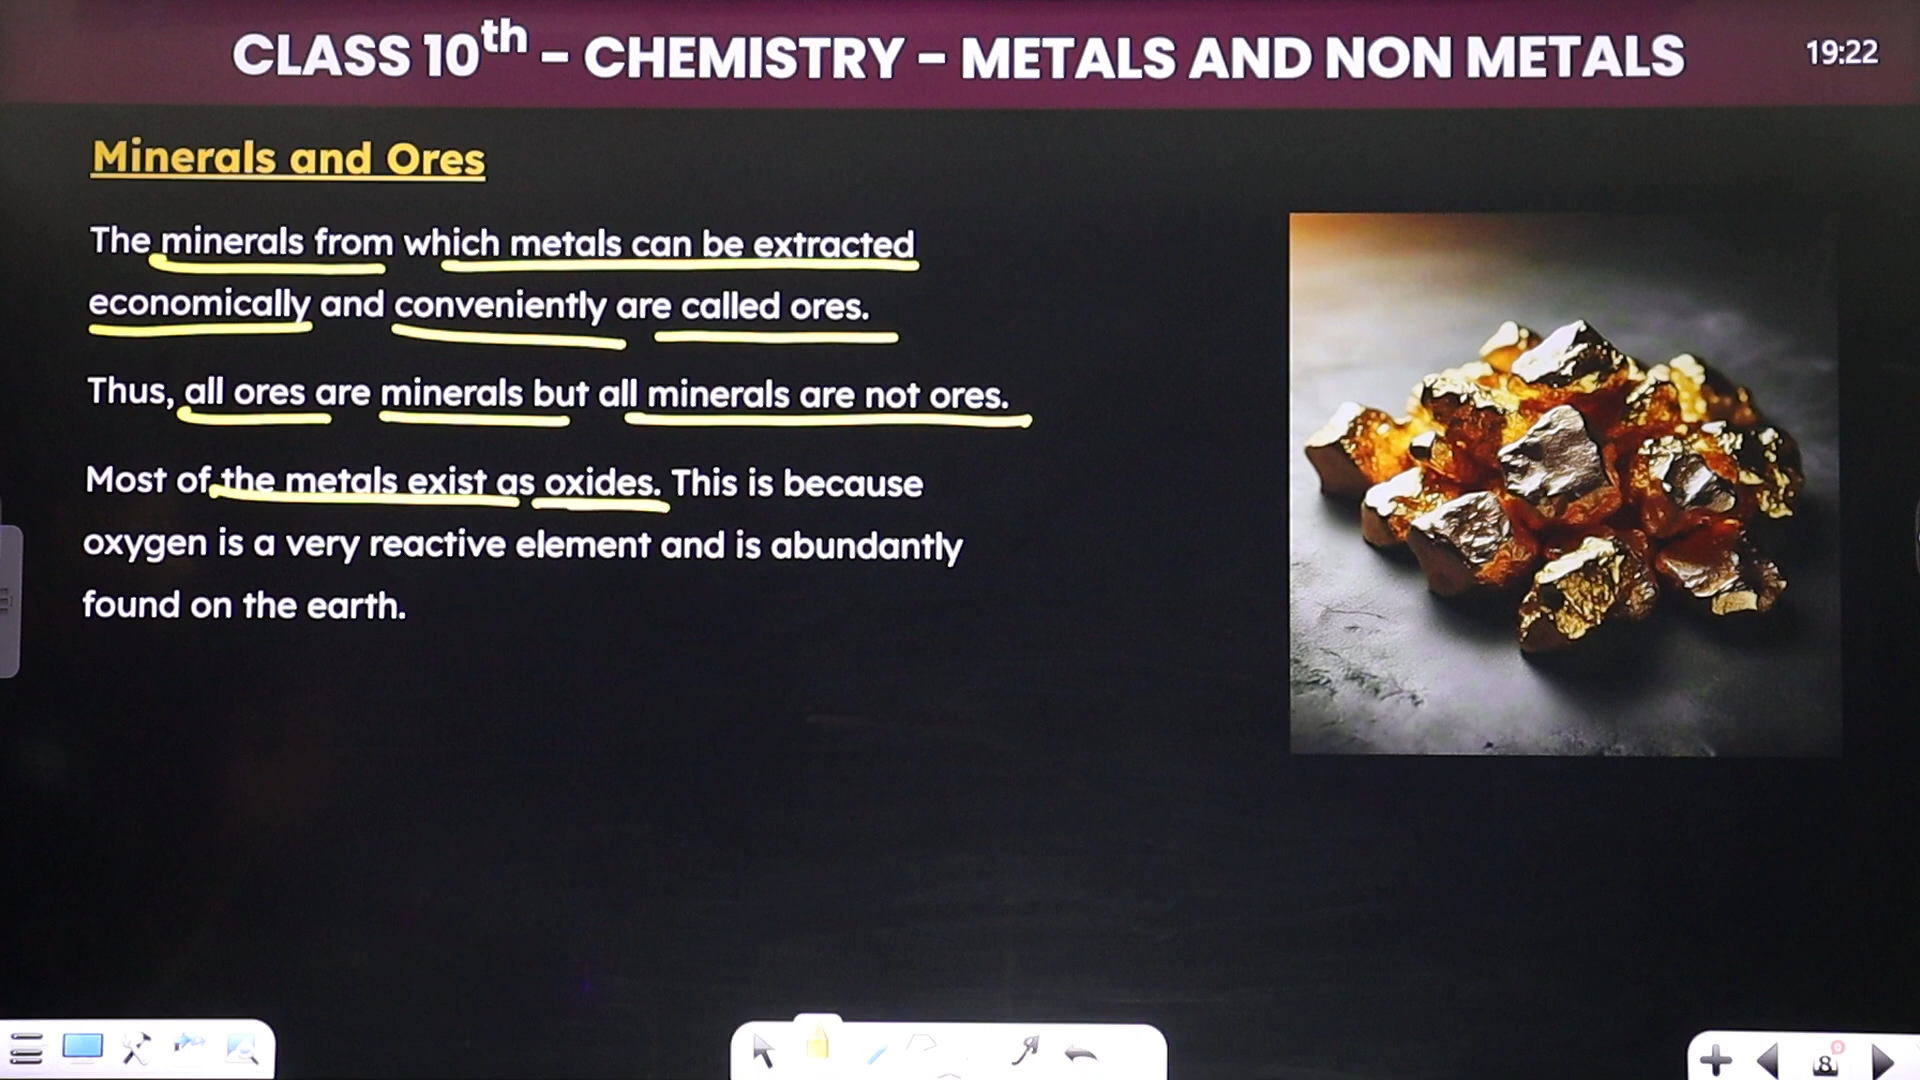 CLASS 10th – CHEMISTRY – METALS AND NON METALS
19:22
Minerals and Ores
The minerals from which metals can be extracted
economically and conveniently are called ores.
Thus, all ores are minerals but all minerals are not ores.
Most of the metals exist as oxides. This is because
oxygen is a very reactive element and is abundantly
found on the earth.
8